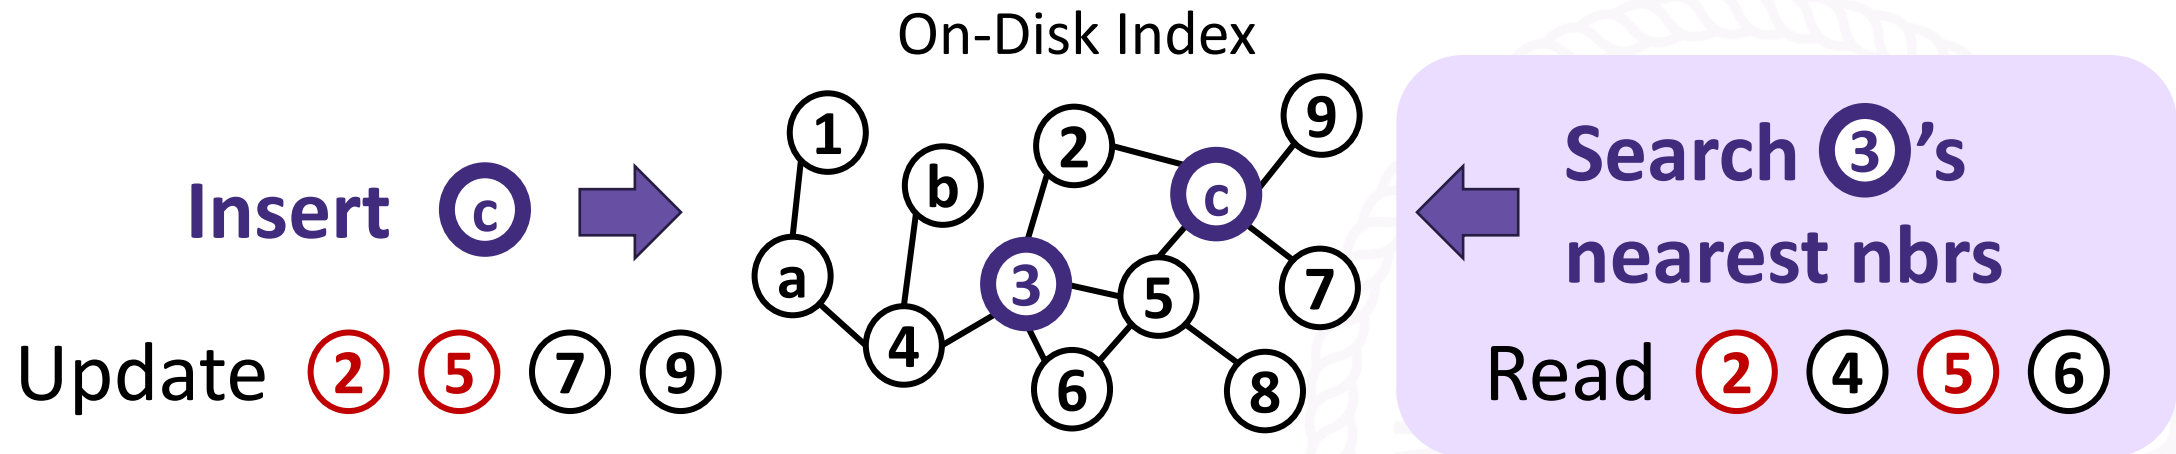 On-Disk Index
Insert c
Update 2 5 7 9
1
2
9
b
c
a
3
5
7
4
6
8
Search 3's
nearest nbrs
Read 2 4 5 6